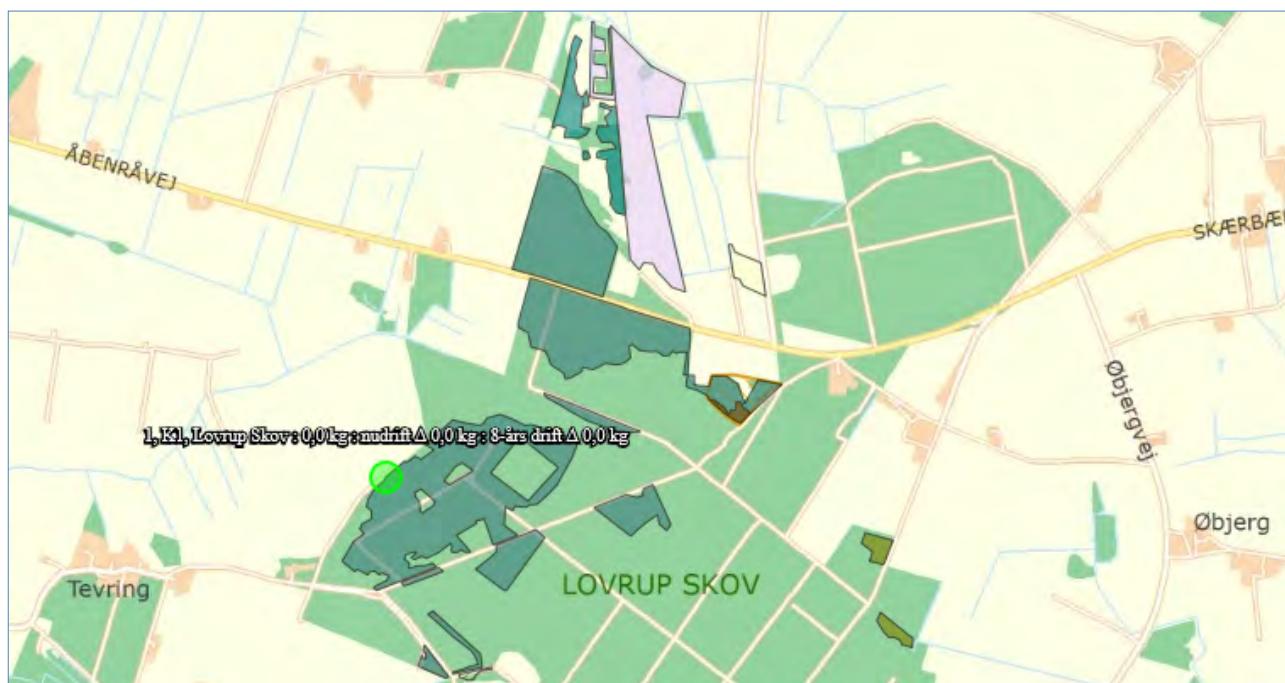 ÅBENRÅVEJ
SKÆRBÆK
Øbjergvej
1, K1, Lovrup Skov : 0,0 kg : nudrift Δ 0,0 kg : 8-års drift Δ 0,0 kg
Øbjerg
Tevring
LOVRUP SKOV